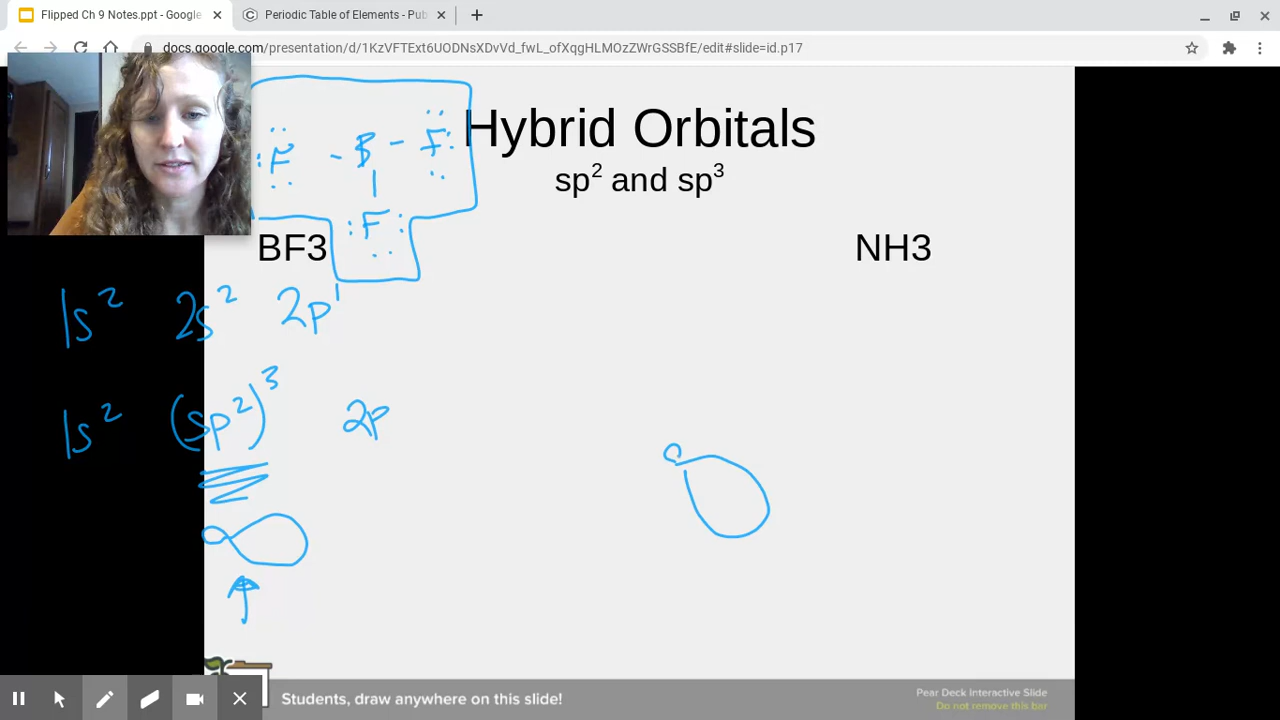 Flipped Ch 9 Notes.ppt - Google
Periodic Table of Elements - Pub
docs.google.com/presentation/d/1KzVFTExt6UODNsXDvVd_fwL_ofXqgHLMOzZWrGSSBfE/edit#slide=id.p17
Hybrid Orbitals
sp² and sp³
:F - B - F:
|
:F:
BF3
NH3
1s² 2s² 2p¹
1s² (sp²)³ 2p
Students, draw anywhere on this slide!
Pear Deck Interactive Slide
Do not remove this bar